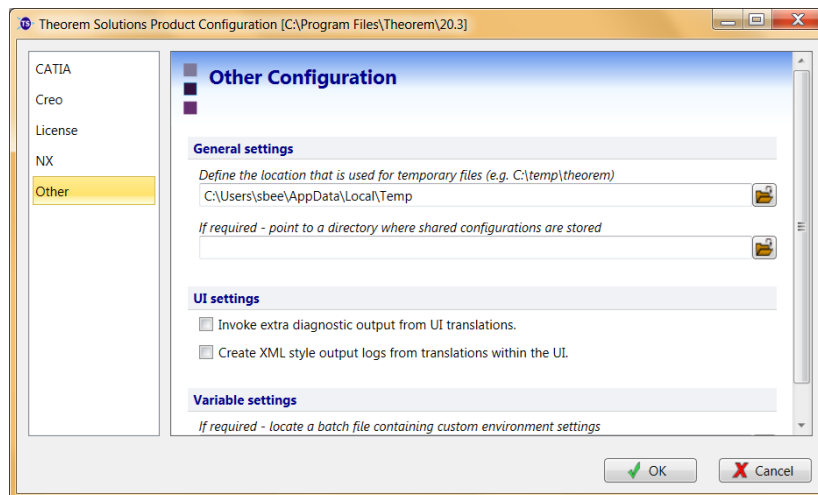 TS Theorem Solutions Product Configuration [C:\Program Files\Theorem\20.3]
CATIA
Creo
License
NX
Other
Other Configuration
General settings
Define the location that is used for temporary files (e.g. C:\temp\theorem)
C:\Users\sbee\AppData\Local\Temp
If required - point to a directory where shared configurations are stored
UI settings
Invoke extra diagnostic output from UI translations.
Create XML style output logs from translations within the UI.
Variable settings
If required - locate a batch file containing custom environment settings
OK
Cancel